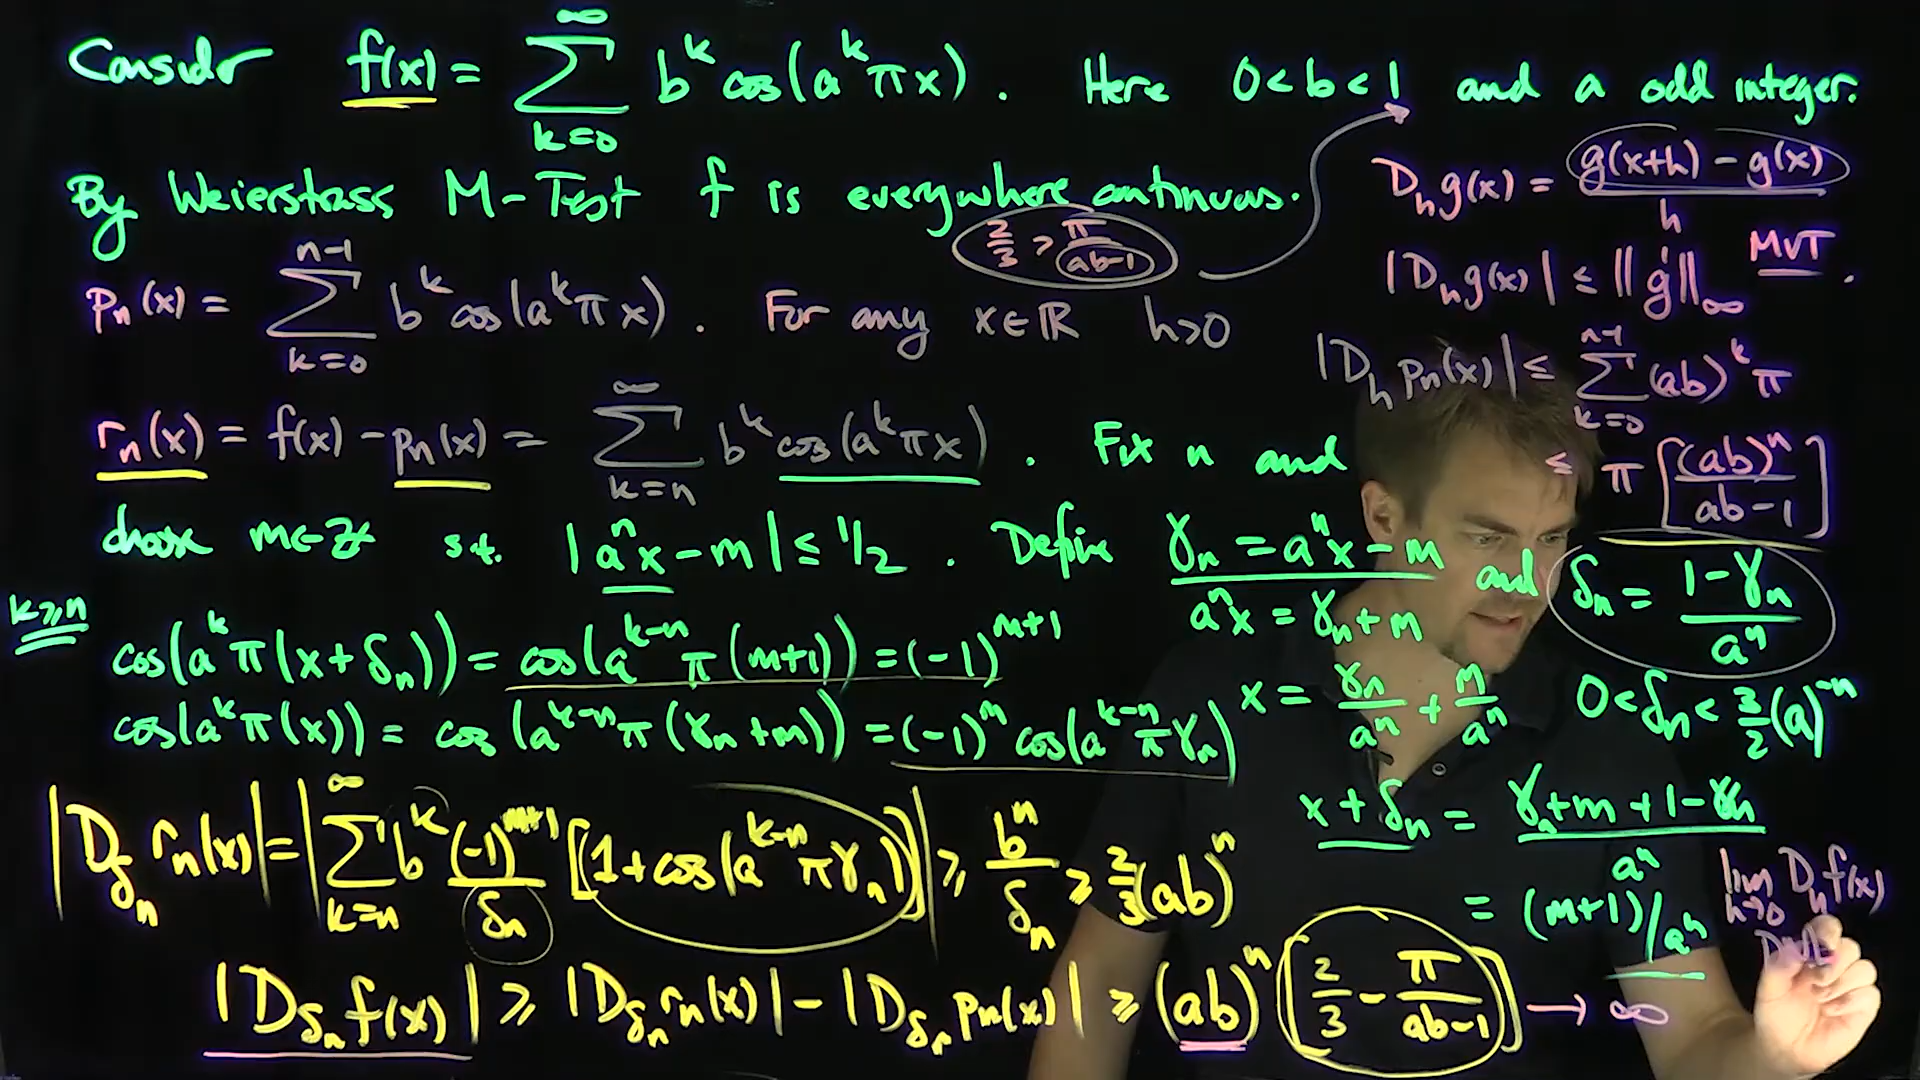 Consider f(x) = ∑_{k=0}^{∞} b^k cos(a^k π x). Here 0<b<1 and a odd integer.
By Weierstrass M-Test f is everywhere continuous.
2/3 > π/(ab-1)
D_h g(x) = (g(x+h) - g(x))/h
|D_h g(x)| ≤ ||g'||_∞ MVT.
p_n(x) = ∑_{k=0}^{n-1} b^k cos(a^k π x). For any x∈ℝ h>0
|D_h p_n(x)| ≤ ∑_{k=0}^{n-1} (ab)^k π
≤ π [(ab)^n/(ab-1)]
r_n(x) = f(x) - p_n(x) = ∑_{k=n}^{∞} b^k cos(a^k π x). Fix n and
choose m∈ℤ s.t. |a^n x - m| ≤ 1/2. Define γ_n = a^n x - m and δ_n = (1-γ_n)/a^n
a^n x = γ_n + m
x = γ_n/a^n + m/a^n
0 < δ_n < 3/2 (a)^{-n}
k≥n
cos(a^k π(x+δ_n)) = cos(a^{k-n} π(m+1)) = (-1)^{m+1}
cos(a^k π(x)) = cos(a^{k-n} π(γ_n+m)) = (-1)^m cos(a^{k-n} π γ_n)
x + δ_n = (γ_n + m + 1 - γ_n)/a^n
= (m+1)/a^n
|D_{δ_n} r_n(x)| = |∑_{k=n}^{∞} b^k (-1)^{m+1}/δ_n [1 + cos(a^{k-n} π γ_n)]| ≥ b^n/δ_n ≥ 2/3 (ab)^n
|D_{δ_n} f(x)| ≥ |D_{δ_n} r_n(x)| - |D_{δ_n} p_n(x)| ≥ (ab)^n [2/3 - π/(ab-1)] → ∞
lim_{h→0} D_h f(x)